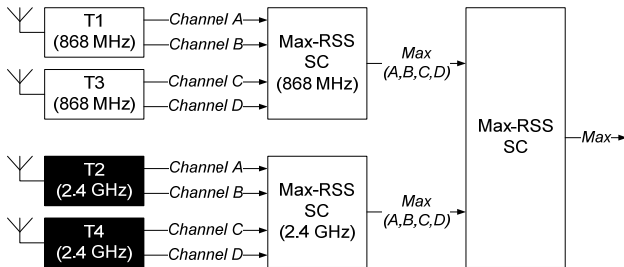 T1
(868 MHz)
Channel A
Channel B
T3
(868 MHz)
Channel C
Channel D
Max-RSS
SC
(868 MHz)
Max
(A,B,C,D)
T2
(2.4 GHz)
Channel A
Channel B
T4
(2.4 GHz)
Channel C
Channel D
Max-RSS
SC
(2.4 GHz)
Max
(A,B,C,D)
Max-RSS
SC
Max